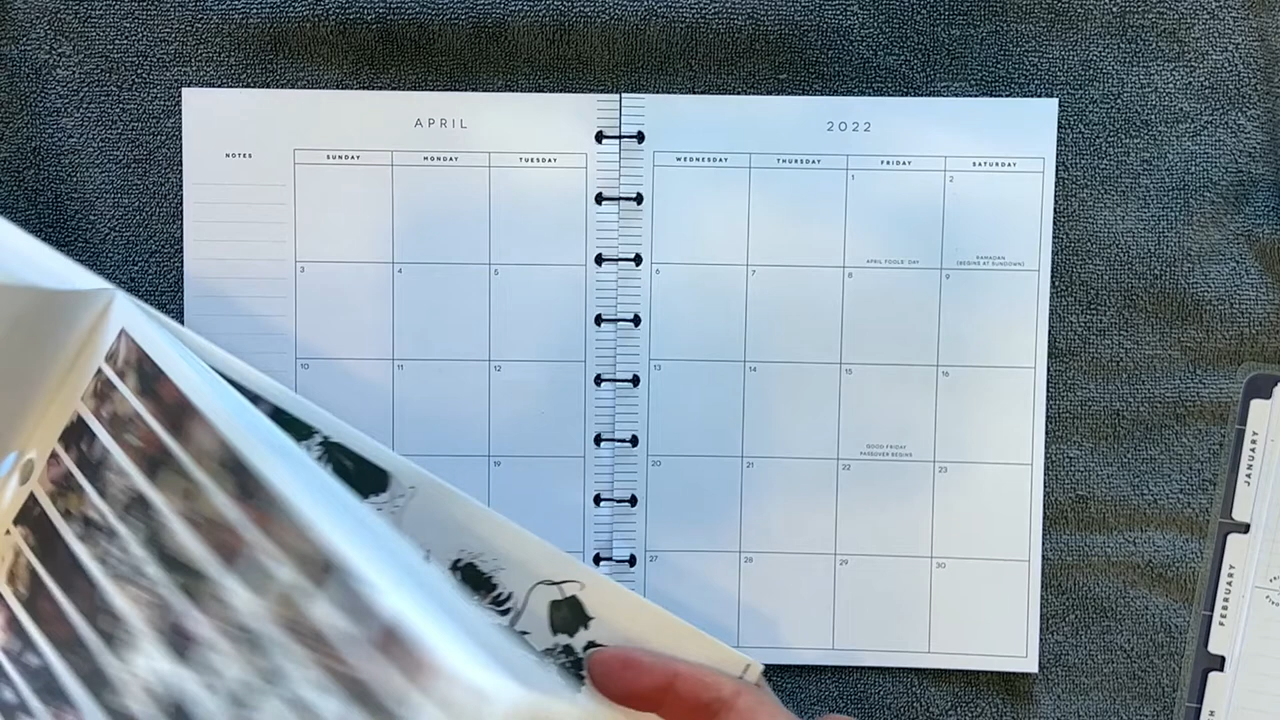 APRIL
2022
NOTES
SUNDAY MONDAY TUESDAY WEDNESDAY THURSDAY FRIDAY SATURDAY
1 2
APRIL FOOLS' DAY
RAMADAN
(BEGINS AT SUNDOWN)
3 4 5 6 7 8 9
10 11 12 13 14 15 16
GOOD FRIDAY
PASSOVER BEGINS
19 20 21 22 23
27 28 29 30
JANUARY
FEBRUARY